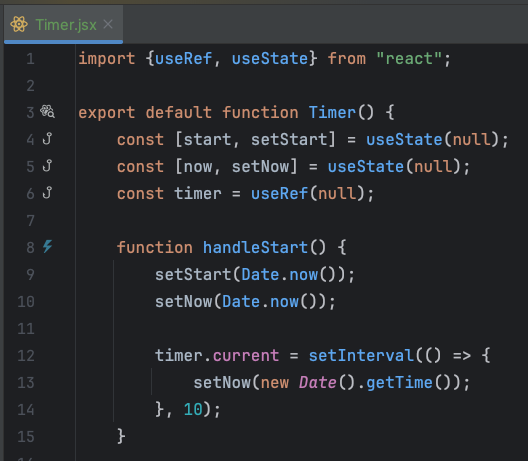 Timer.jsx
1 import {useRef, useState} from "react";
2
3 export default function Timer() {
4 const [start, setStart] = useState(null);
5 const [now, setNow] = useState(null);
6 const timer = useRef(null);
7
8 function handleStart() {
9 setStart(Date.now());
10 setNow(Date.now());
11
12 timer.current = setInterval(() => {
13 setNow(new Date().getTime());
14 }, 10);
15 }